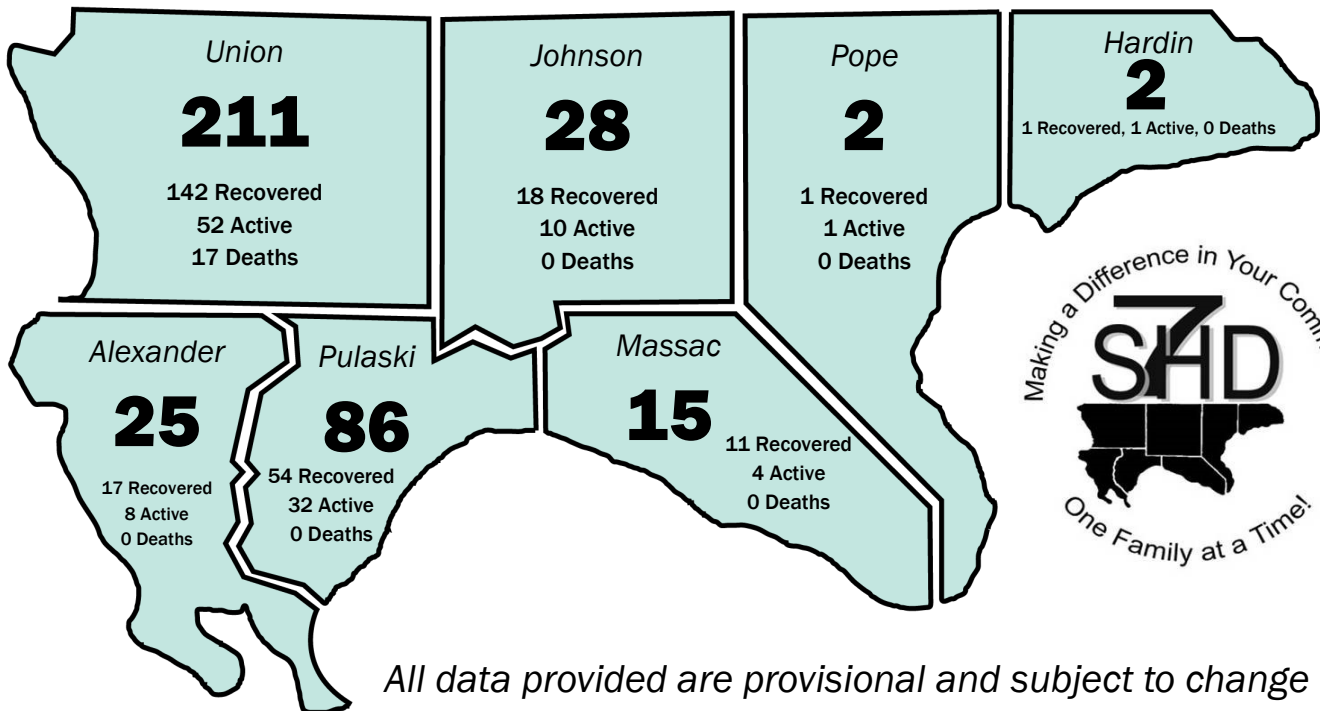 Union
211
142 Recovered
52 Active
17 Deaths
Johnson
28
18 Recovered
10 Active
0 Deaths
Pope
2
1 Recovered
1 Active
0 Deaths
Hardin
2
1 Recovered, 1 Active, 0 Deaths
Alexander
25
17 Recovered
8 Active
0 Deaths
Pulaski
86
54 Recovered
32 Active
0 Deaths
Massac
15
11 Recovered
4 Active
0 Deaths
Making a Difference in Your
S7HD
One Family at a Time!
All data provided are provisional and subject to change